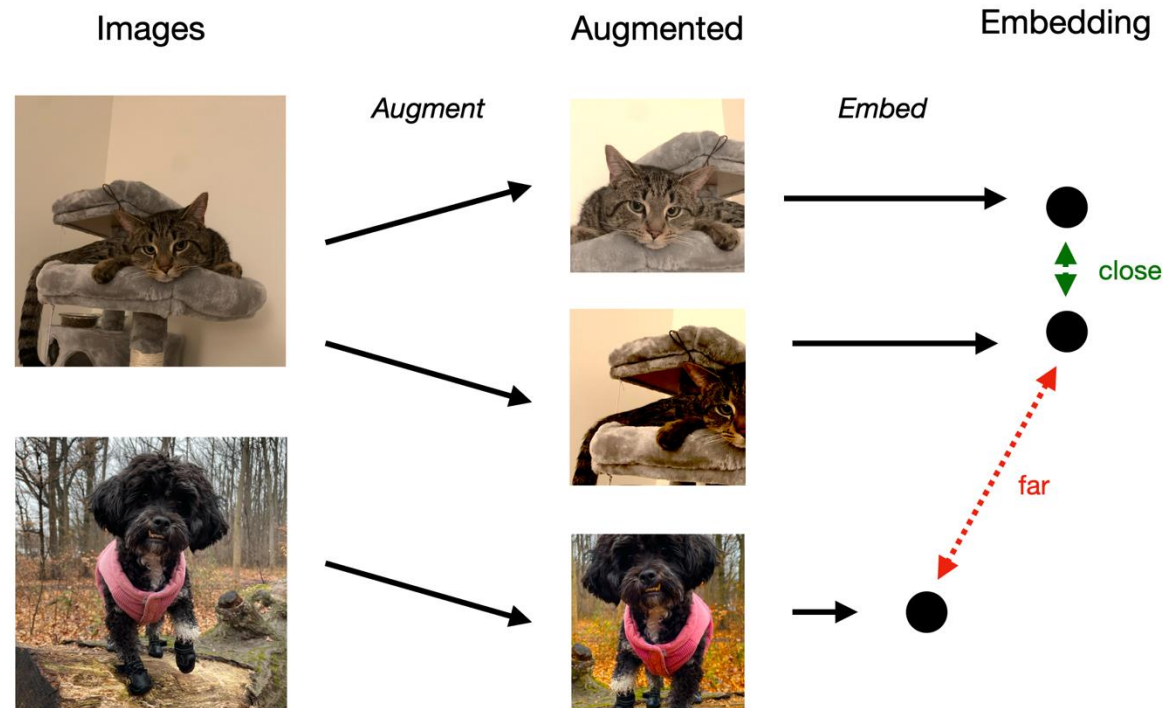 Images
Augmented
Embedding
Augment
Embed
close
far